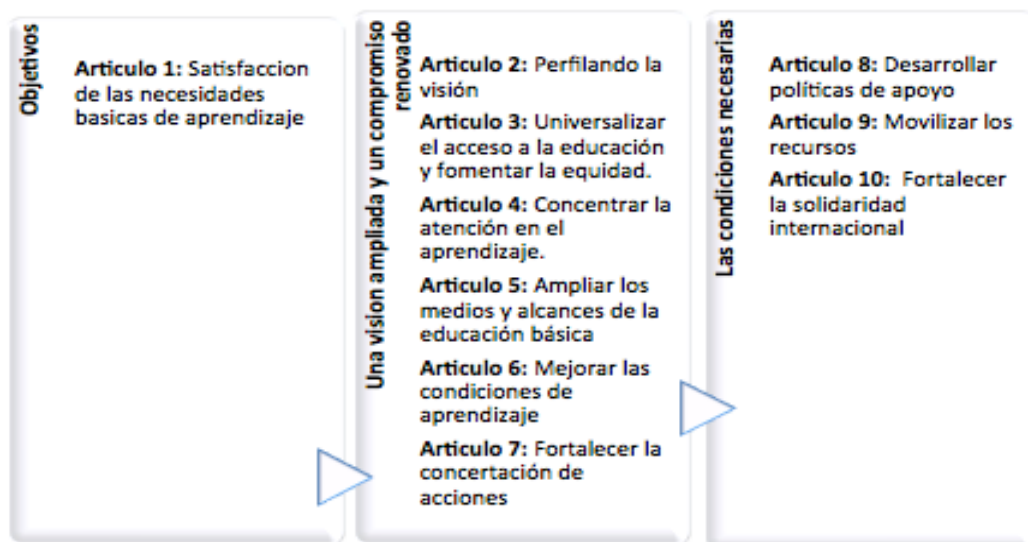 Objetivos
Articulo 1: Satisfaccion
de las necesidades
basicas de aprendizaje
Una vision ampliada y un compromiso
renovado
Articulo 2: Perfilando la
visión
Articulo 3: Universalizar
el acceso a la educación
y fomentar la equidad.
Articulo 4: Concentrar la
atención en el
aprendizaje.
Articulo 5: Ampliar los
medios y alcances de la
educación básica
Articulo 6: Mejorar las
condiciones de
aprendizaje
Articulo 7: Fortalecer la
concertación de
acciones
Las condiciones necesarias
Articulo 8: Desarrollar
políticas de apoyo
Articulo 9: Movilizar los
recursos
Articulo 10: Fortalecer
la solidaridad
internacional